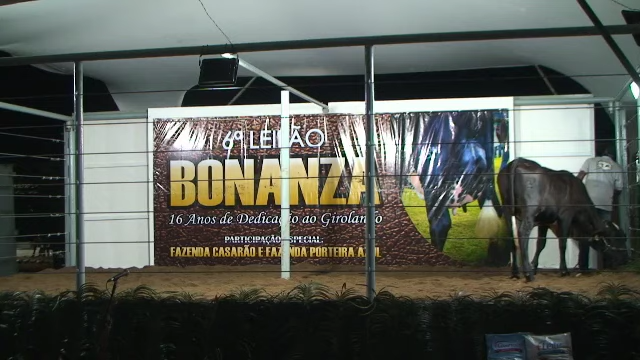 6º LEILÃO
BONANZA
16 Anos de Dedicação ao Girolando
PARTICIPAÇÃO ESPECIAL:
FAZENDA CASARÃO E FAZENDA PORTEIRA AZUL